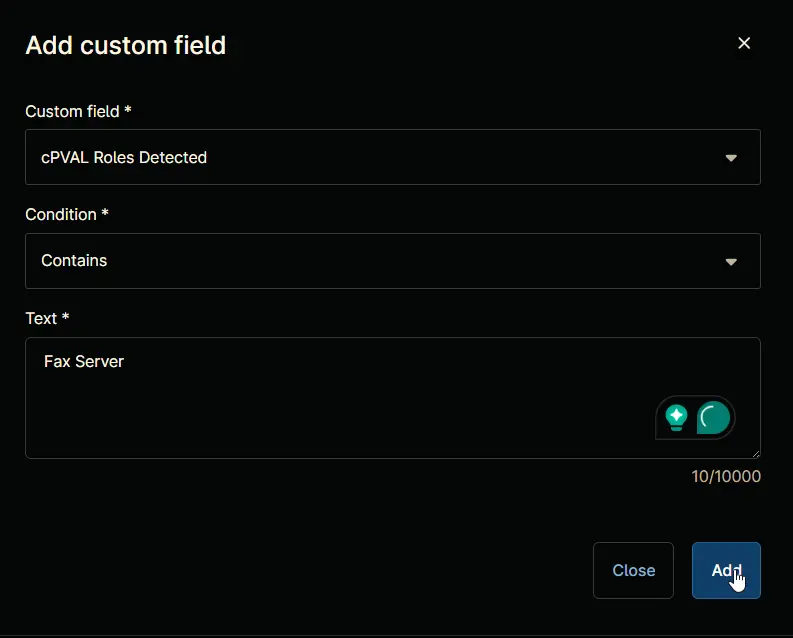 Add custom field
Custom field *
cPVAL Roles Detected
Condition *
Contains
Text *
Fax Server
10/10000
Close
Add